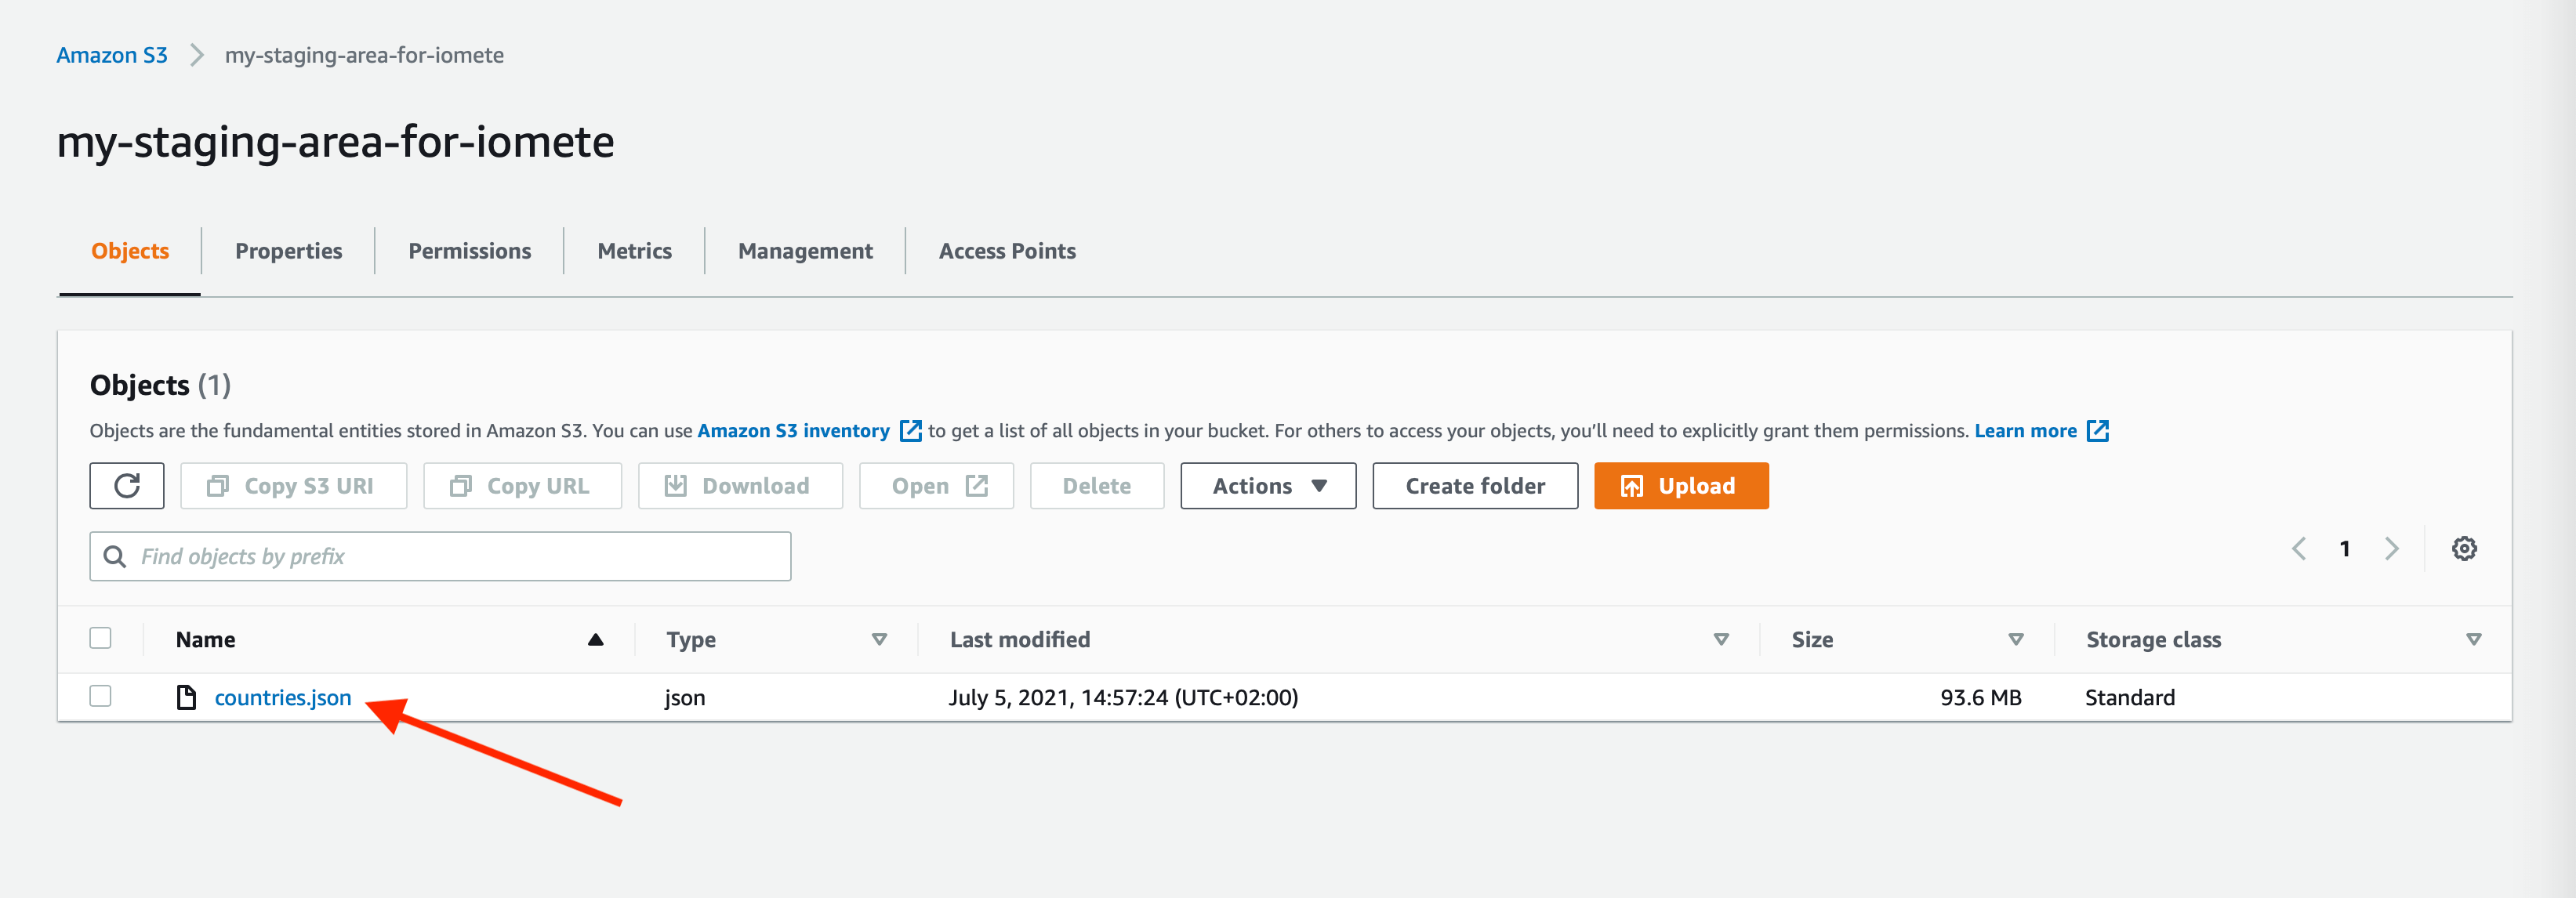 Amazon S3 > my-staging-area-for-iomete
my-staging-area-for-iomete
Objects Properties Permissions Metrics Management Access Points
Objects (1)
Objects are the fundamental entities stored in Amazon S3. You can use Amazon S3 inventory to get a list of all objects in your bucket. For others to access your objects, you’ll need to explicitly grant them permissions. Learn more
Copy S3 URI Copy URL Download Open Delete Actions Create folder Upload
Find objects by prefix
1
Name Type Last modified Size Storage class
countries.json json July 5, 2021, 14:57:24 (UTC+02:00) 93.6 MB Standard